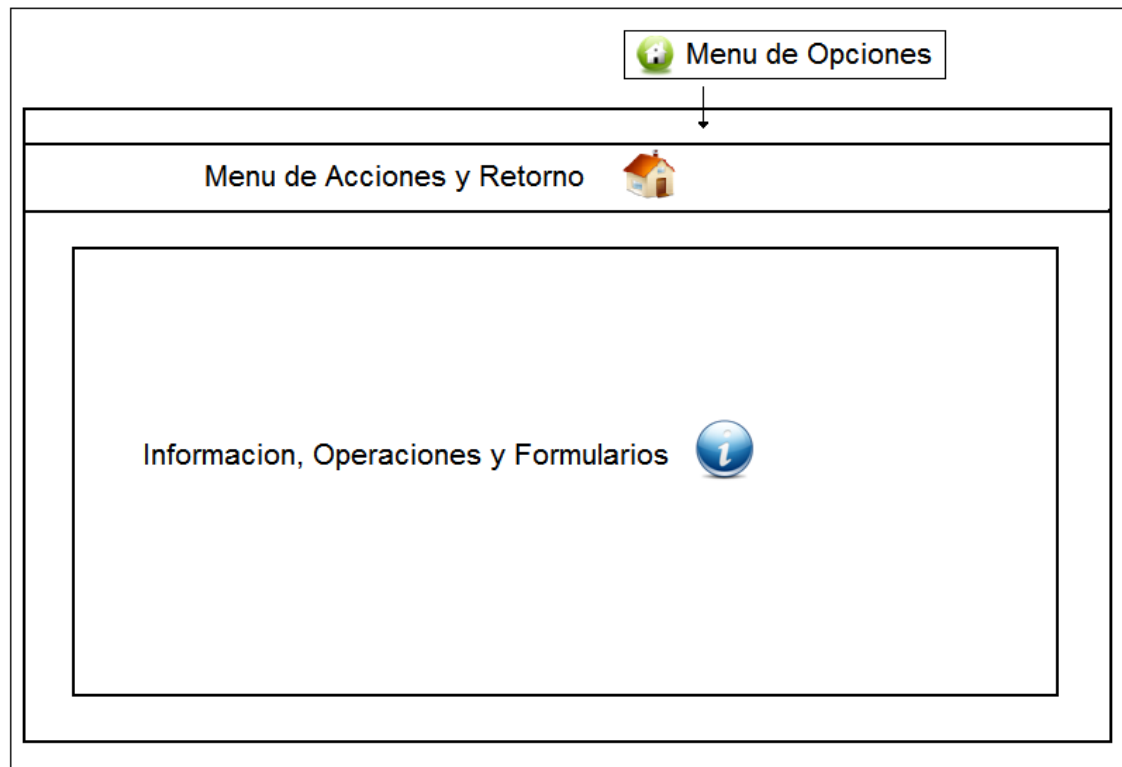 Menu de Opciones
Menu de Acciones y Retorno
Informacion, Operaciones y Formularios